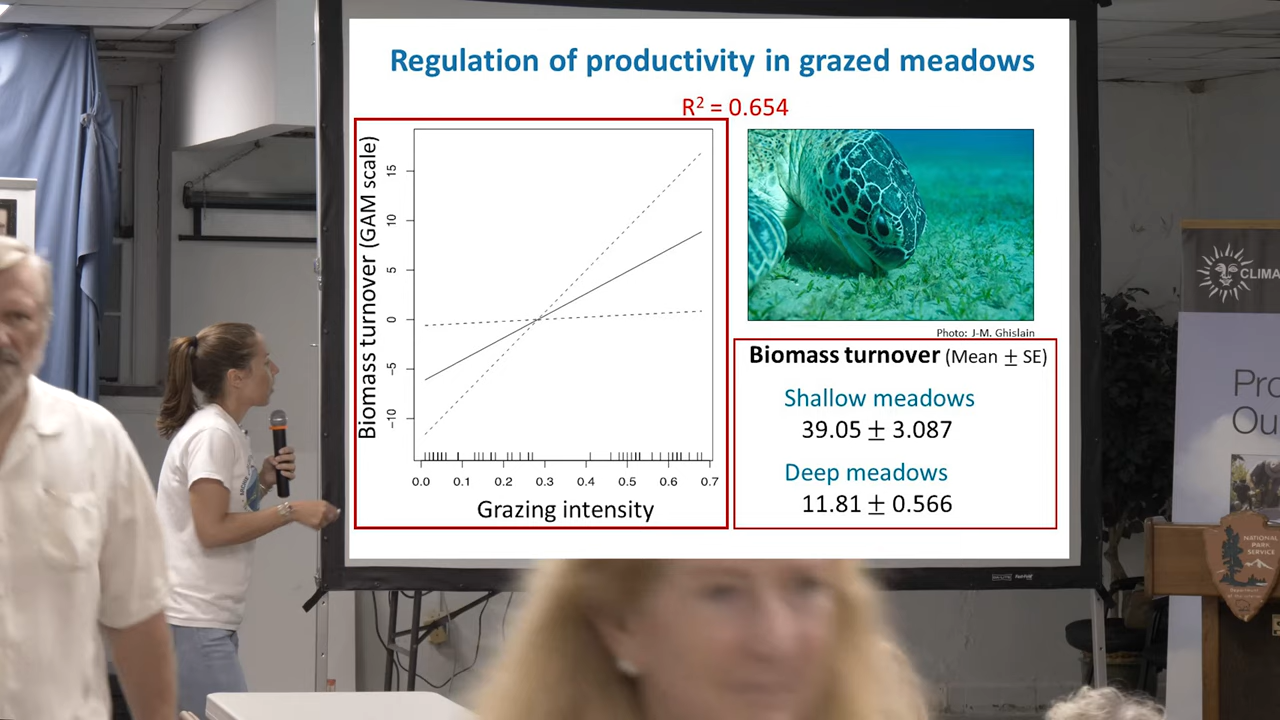 Regulation of productivity in grazed meadows
R² = 0.654
Biomass turnover (GAM scale)
15
10
5
0
-5
-10
0.0 0.1 0.2 0.3 0.4 0.5 0.6 0.7
Grazing intensity
Photo: J-M. Ghislain
Biomass turnover (Mean ± SE)
Shallow meadows
39.05 ± 3.087
Deep meadows
11.81 ± 0.566
CLIMA
Pro
Ou
NATIONAL
PARK
SERVICE